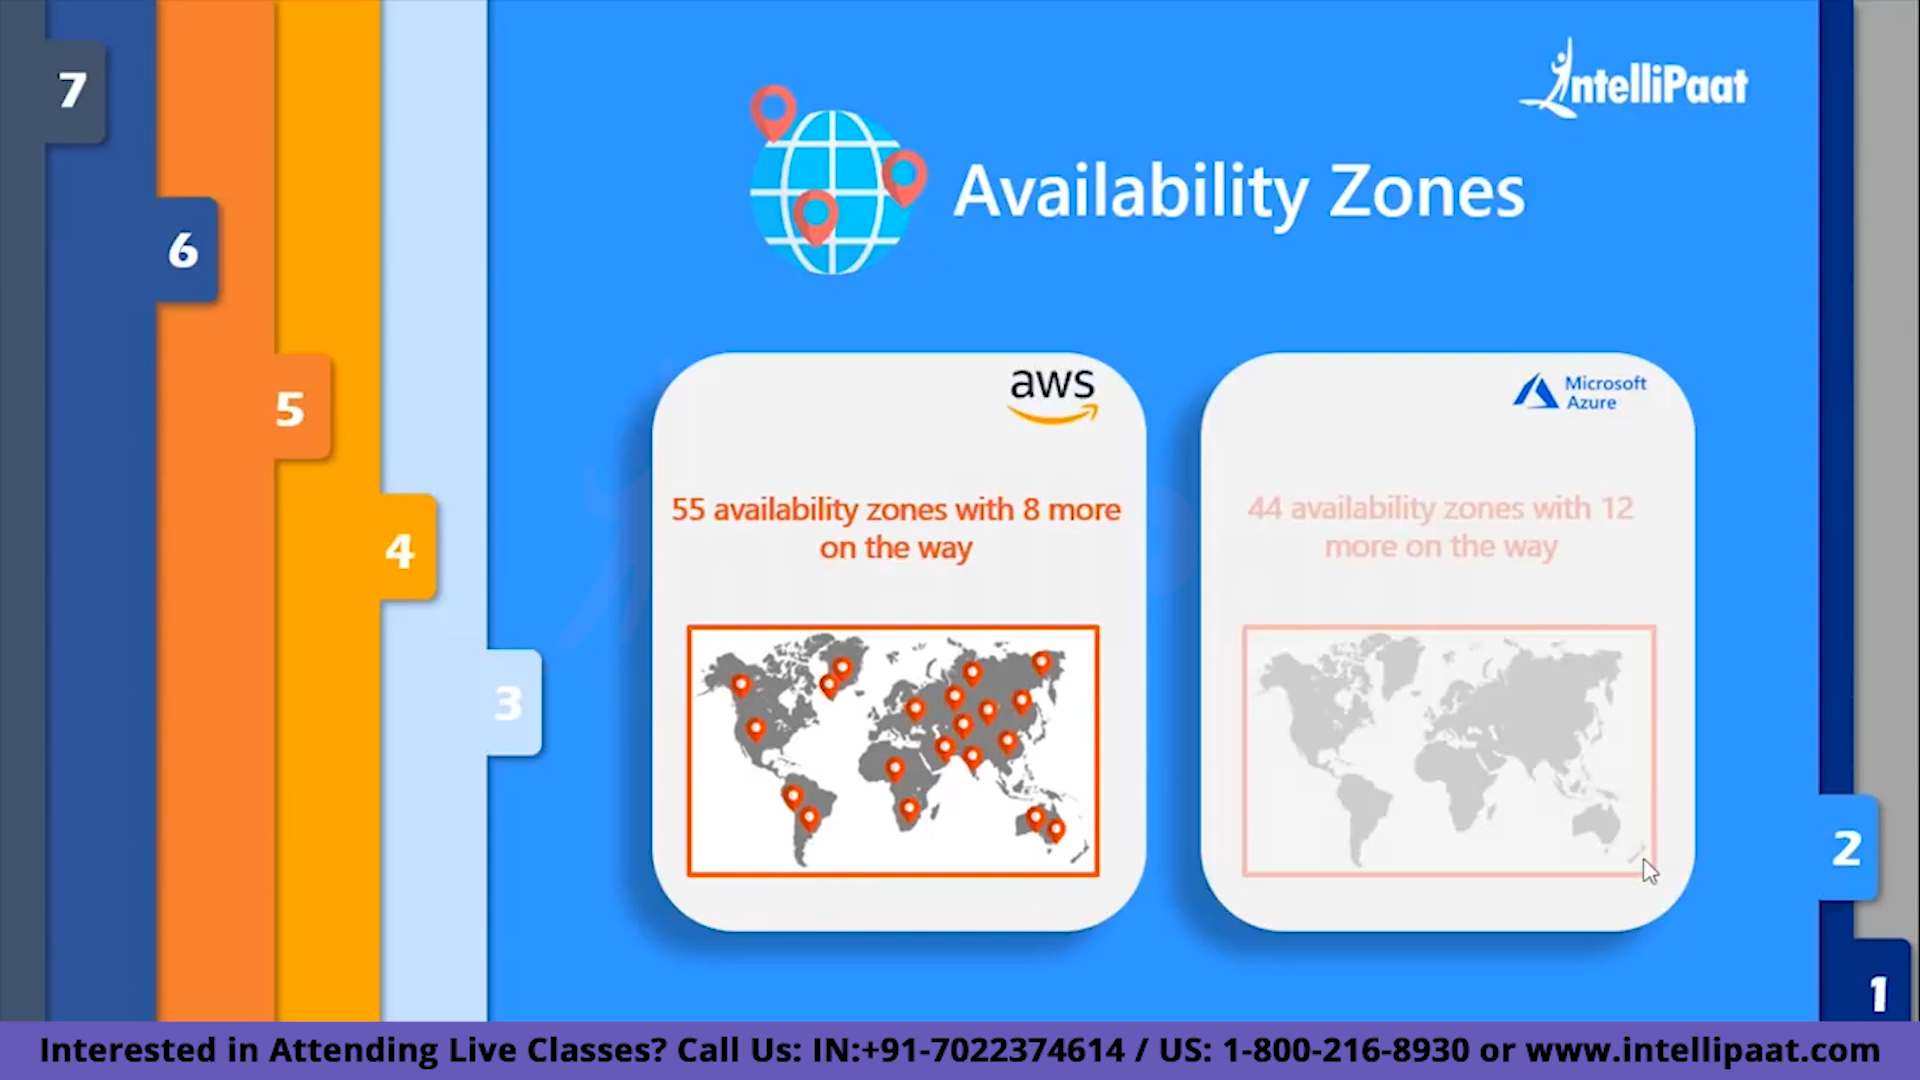 7
6
5
4
3
IntelliPaat
Availability Zones
aws
55 availability zones with 8 more
on the way
Microsoft
Azure
44 availability zones with 12
more on the way
2
1
Interested in Attending Live Classes? Call Us: IN:+91-7022374614 / US: 1-800-216-8930 or www.intellipaat.com